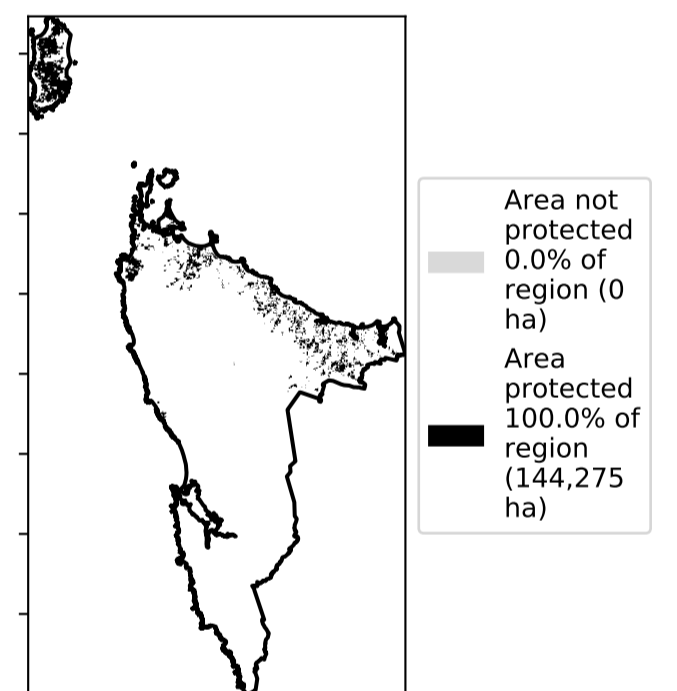 Area not
protected
0.0% of
region (0
ha)
Area
protected
100.0% of
region
(144,275
ha)